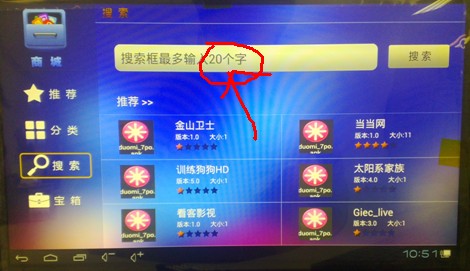 搜索
商城
搜索框最多输入20个字
搜索
推荐
推荐 >>
分类
搜索
宝箱
金山卫士
版本:1.0 大小:1
duomi_7po.apk
当当网
版本:1.0 大小:11
duomi_7po.apk
训练狗狗HD
版本:5.0 大小:1
duomi_7po.apk
太阳系家族
版本:4.0 大小:1
duomi_7po.apk
看客影视
版本:1.0 大小:1
duomi_7po.apk
Giec_live
版本:3.0 大小:1
duomi_7po.apk
10:51